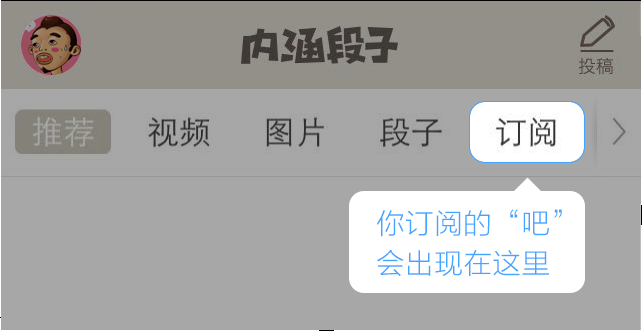 内涵段子
投稿
推荐 视频 图片 段子 订阅
你订阅的“吧”
会出现在这里